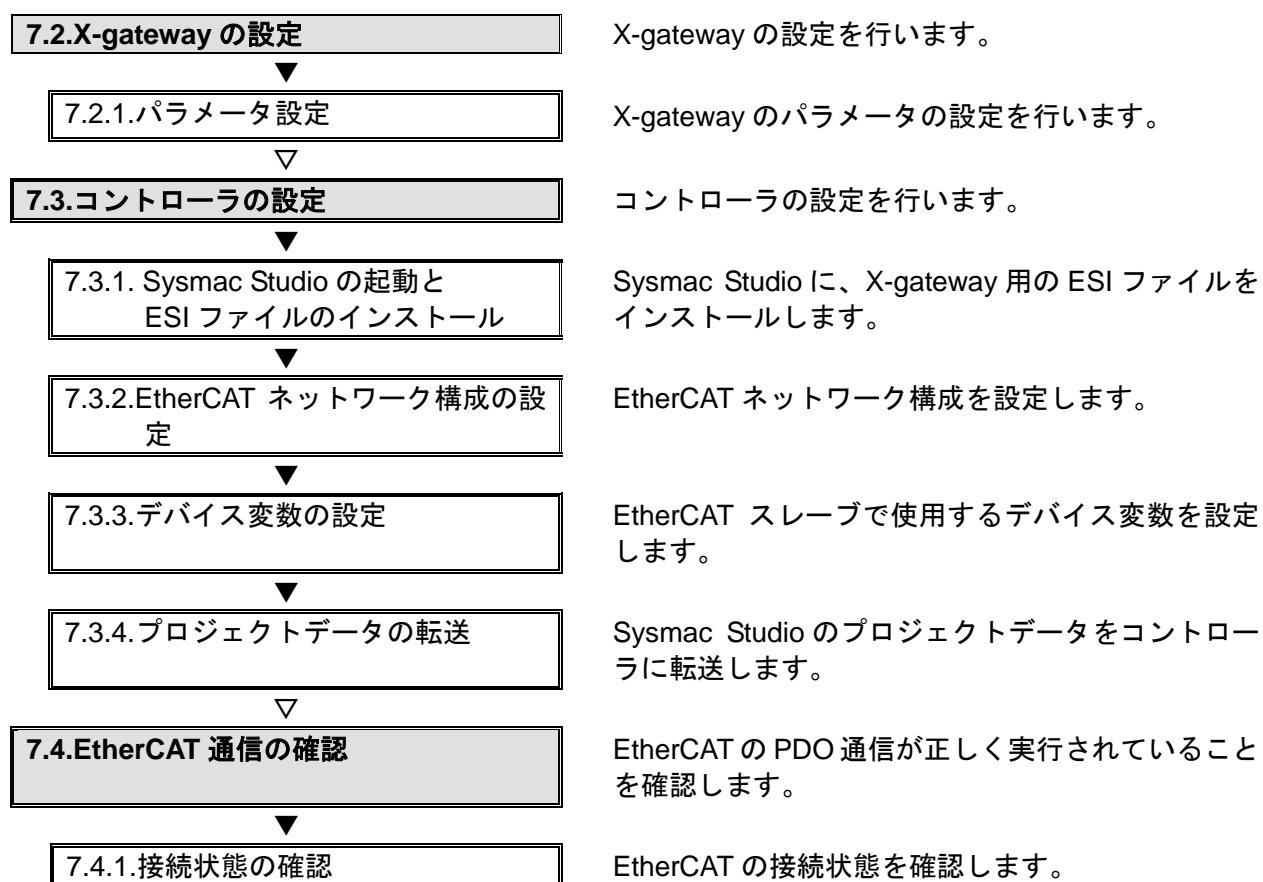 7.2.X-gateway の設定
X-gateway の設定を行います。
▼
7.2.1.パラメータ設定
X-gateway のパラメータの設定を行います。
▽
7.3.コントローラの設定
コントローラの設定を行います。
▼
7.3.1. Sysmac Studio の起動と
ESI ファイルのインストール
Sysmac Studio に、X-gateway 用の ESI ファイルを
インストールします。
▼
7.3.2.EtherCAT ネットワーク構成の設
定
EtherCAT ネットワーク構成を設定します。
▼
7.3.3.デバイス変数の設定
EtherCAT スレーブで使用するデバイス変数を設定
します。
▼
7.3.4.プロジェクトデータの転送
Sysmac Studio のプロジェクトデータをコントロー
ラに転送します。
▽
7.4.EtherCAT 通信の確認
EtherCAT の PDO 通信が正しく実行されていること
を確認します。
▼
7.4.1.接続状態の確認
EtherCAT の接続状態を確認します。